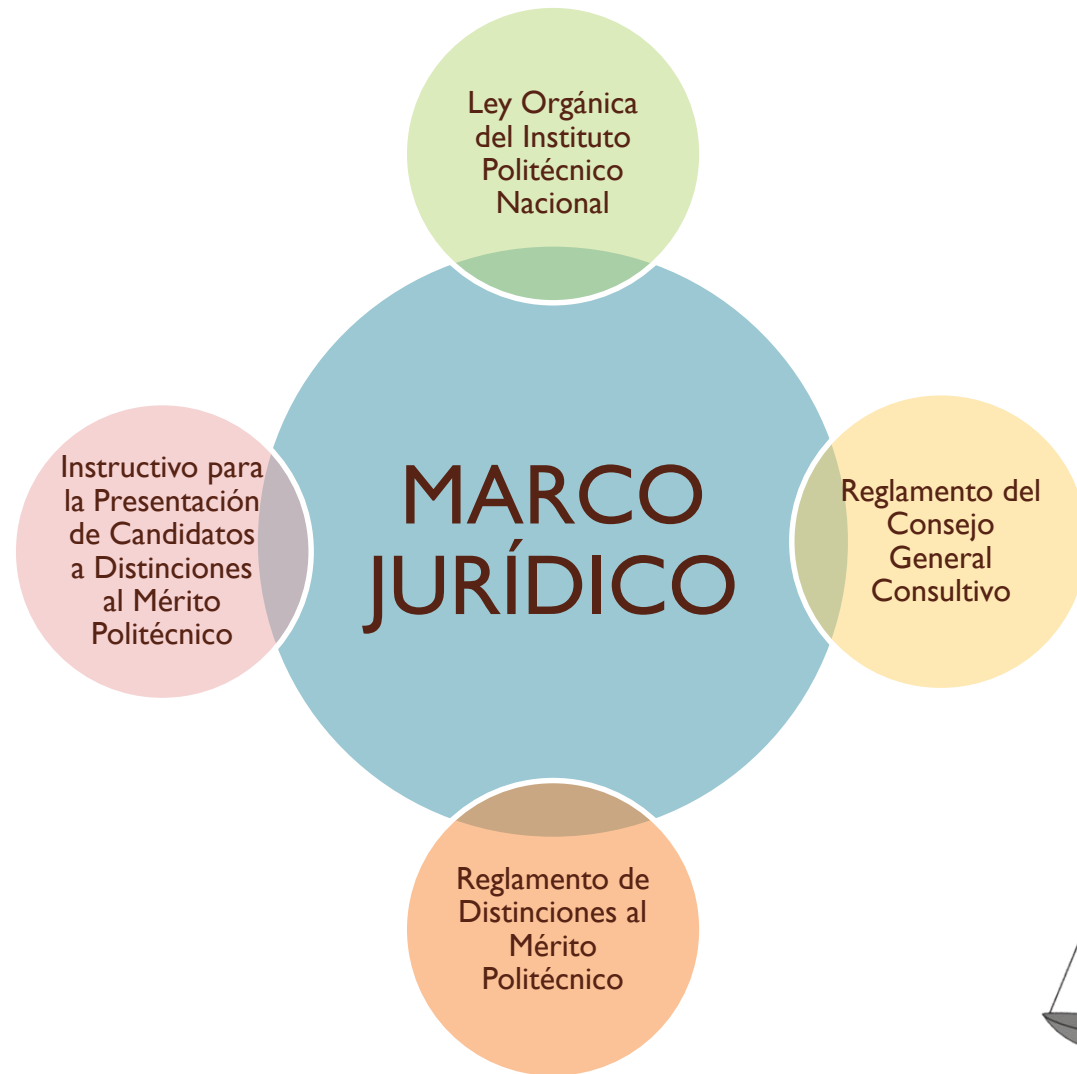 Ley Orgánica
del Instituto
Politécnico
Nacional
Instructivo para
la Presentación
de Candidatos
a Distinciones
al Mérito
Politécnico
MARCO
JURÍDICO
Reglamento del
Consejo
General
Consultivo
Reglamento de
Distinciones al
Mérito
Politécnico